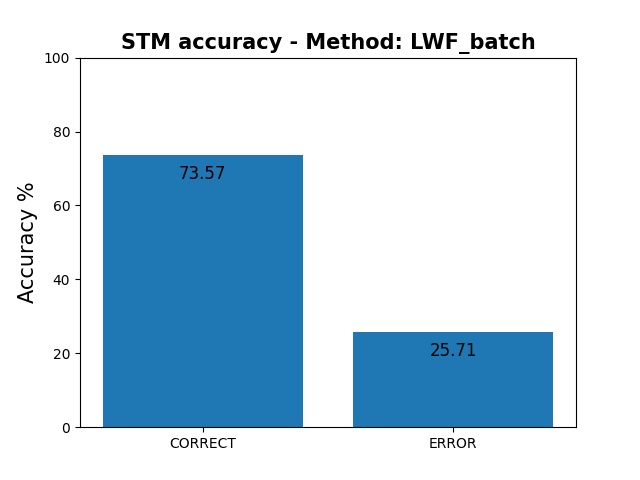 STM accuracy - Method: LWF_batch
Accuracy %
100
80
60
40
20
0
73.57
25.71
CORRECT
ERROR